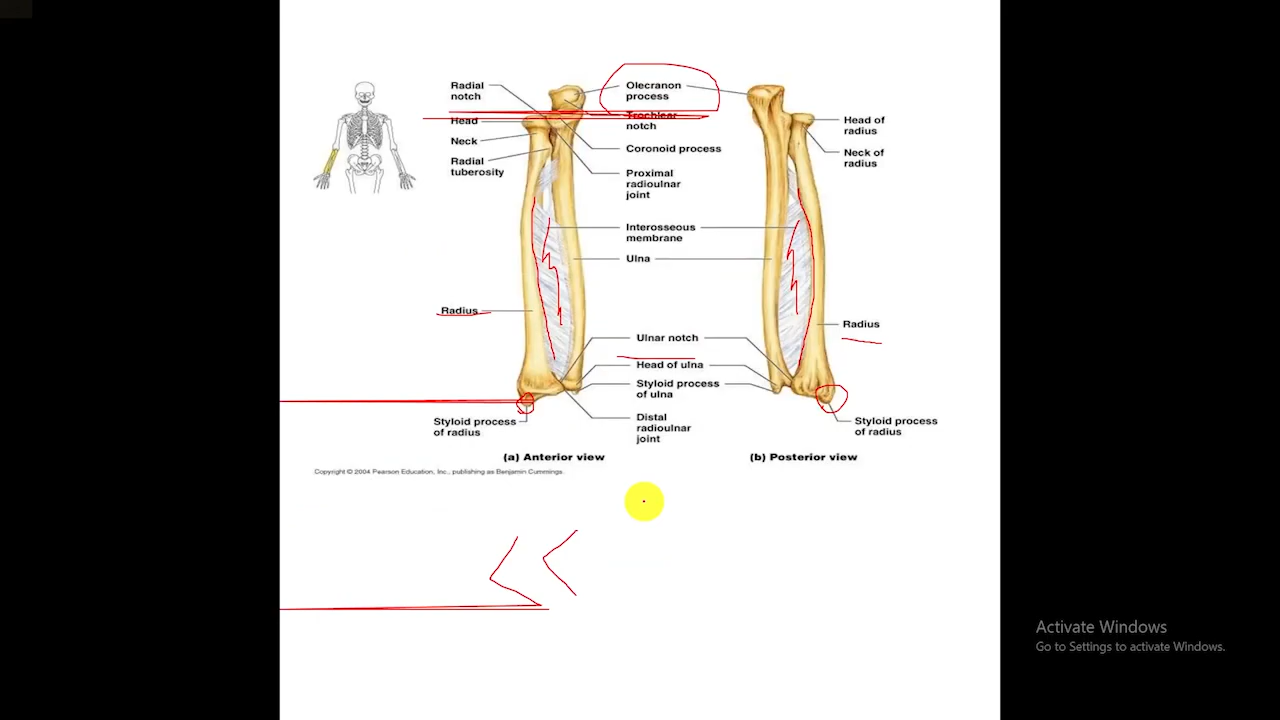 Radial
notch
Head
Neck
Radial
tuberosity
Olecranon
process
Trochlear
notch
Coronoid process
Proximal
radioulnar
joint
Interosseous
membrane
Ulna
Radius
Ulnar notch
Head of ulna
Styloid process
of ulna
Distal
radioulnar
joint
Styloid process
of radius
Head of
radius
Neck of
radius
Radius
Styloid process
of radius
(a) Anterior view
(b) Posterior view
Copyright © 2004 Pearson Education, Inc., publishing as Benjamin Cummings.
Activate Windows
Go to Settings to activate Windows.